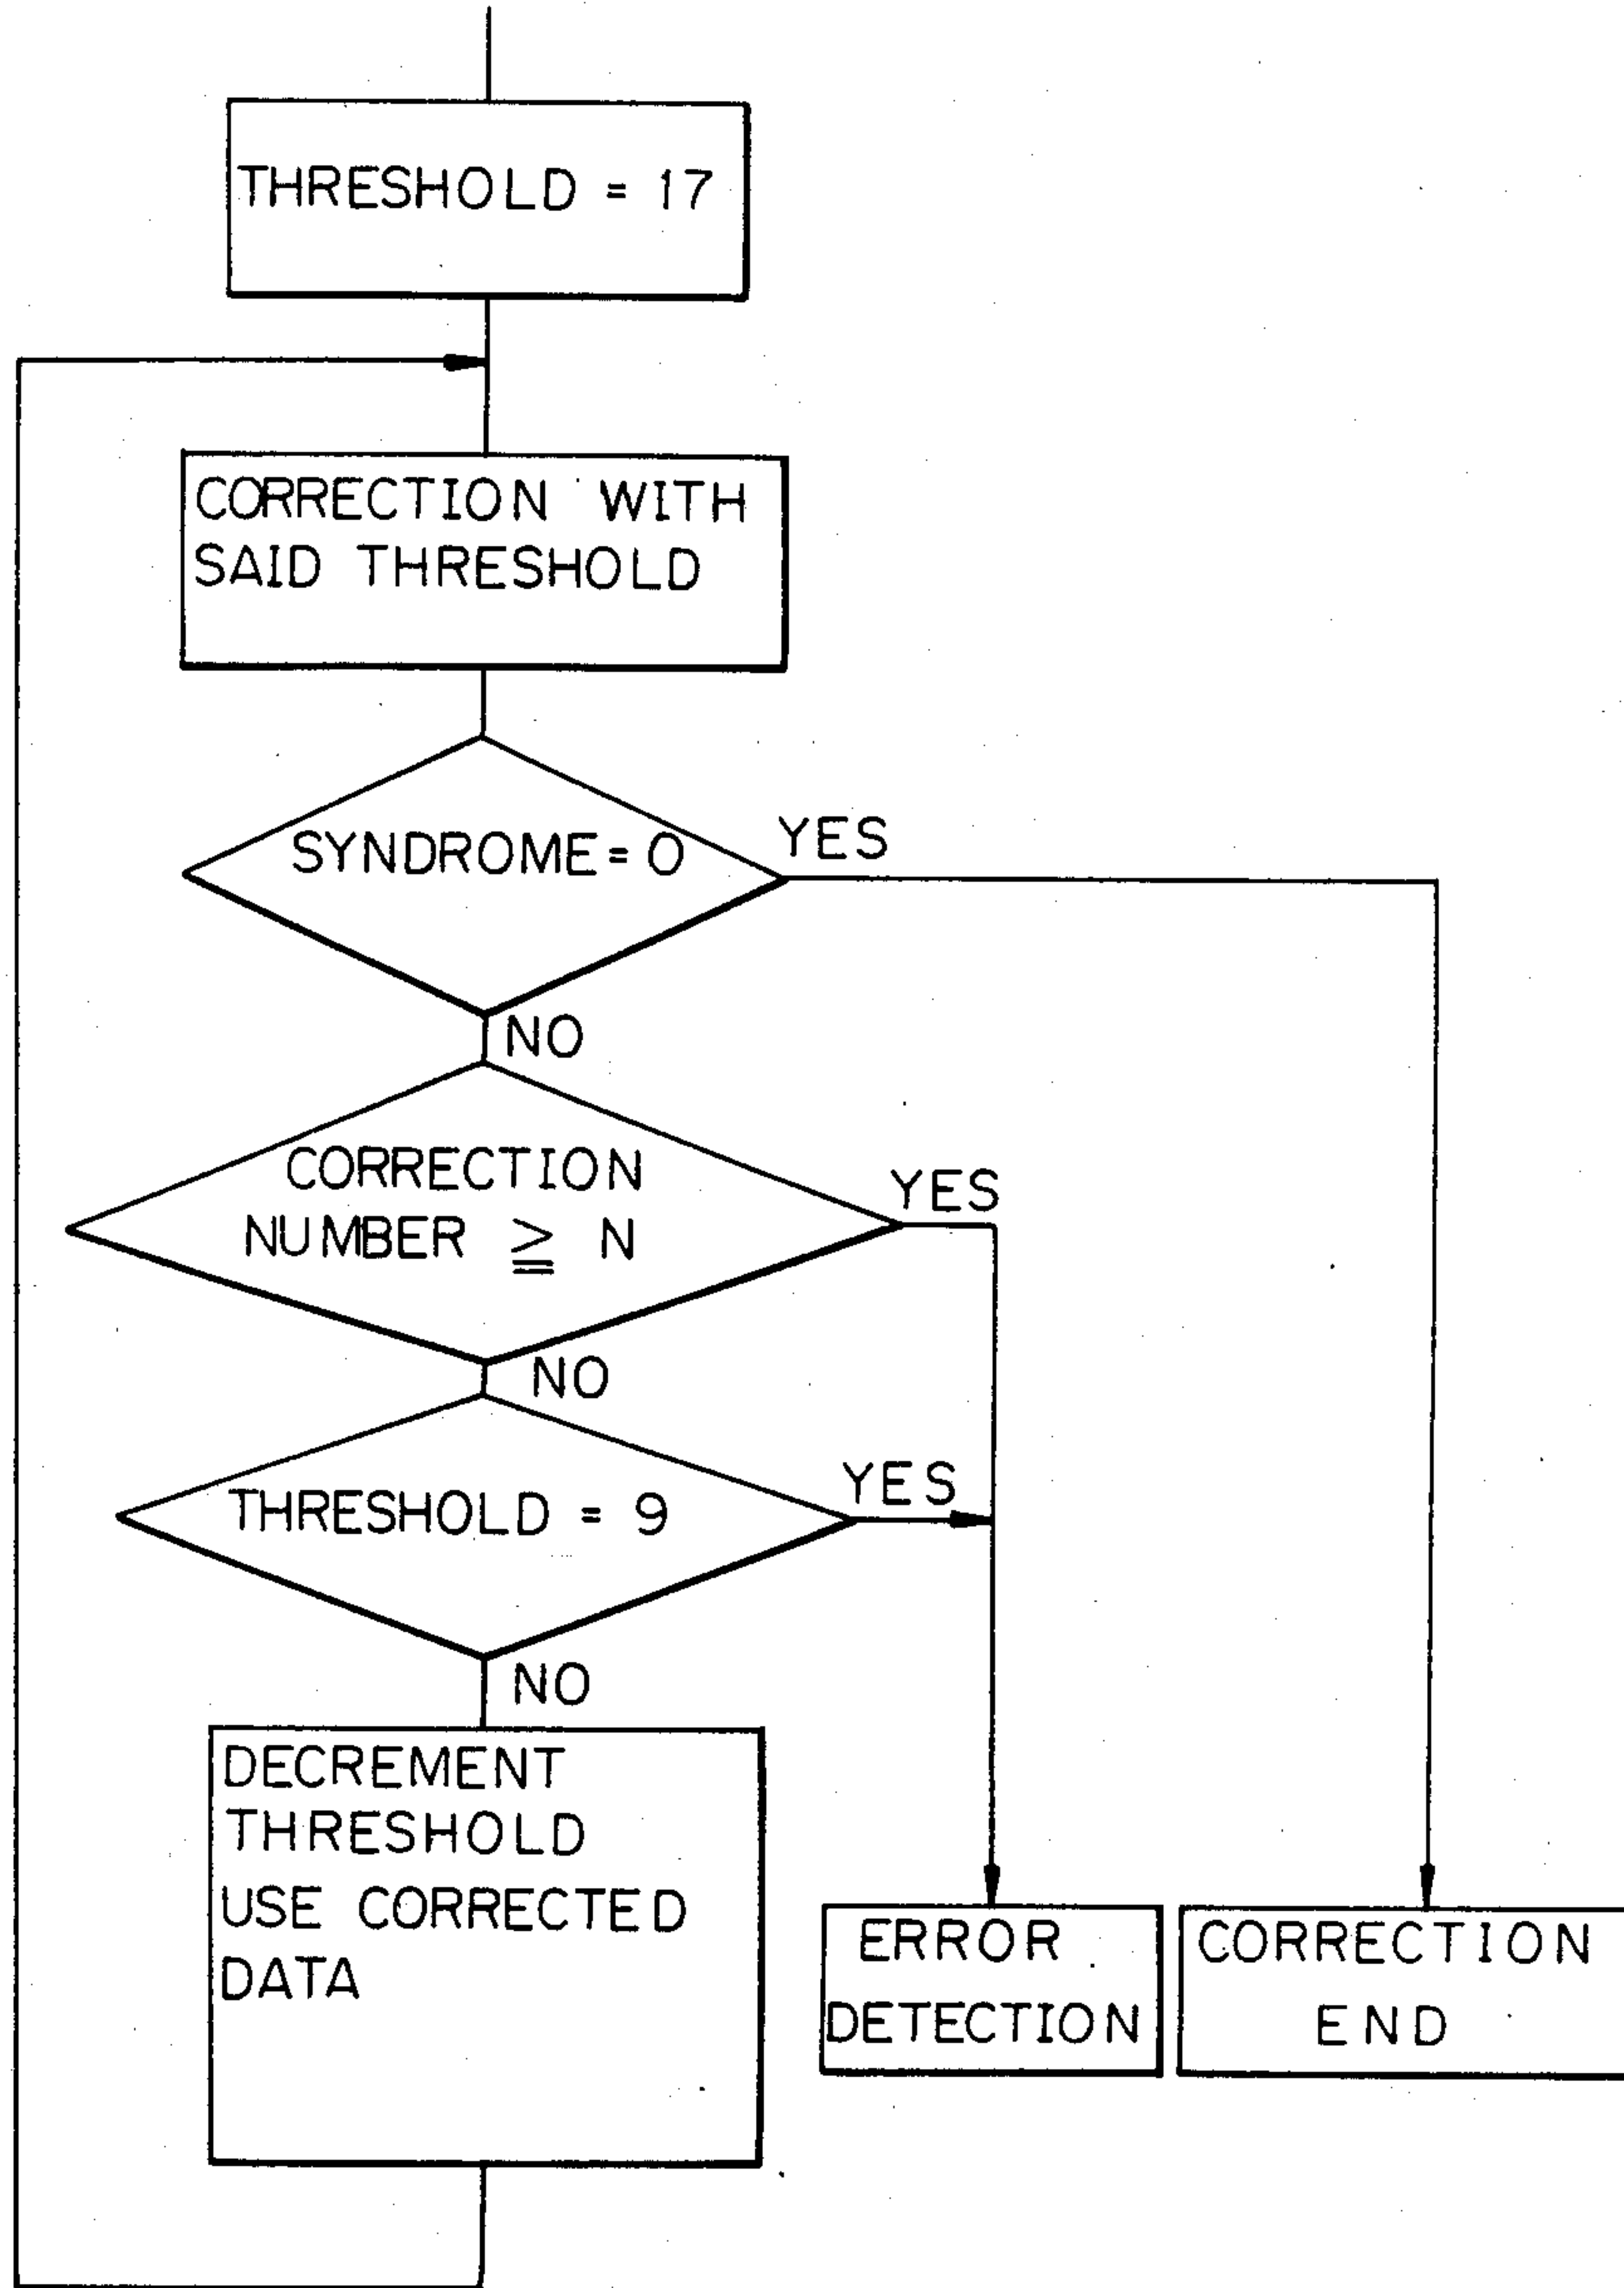 THRESHOLD = 17
CORRECTION WITH
SAID THRESHOLD
SYNDROME = 0
YES
NO
CORRECTION
NUMBER ≧ N
YES
NO
THRESHOLD = 9
YES
NO
DECREMENT
THRESHOLD
USE CORRECTED
DATA
ERROR
DETECTION
CORRECTION
END